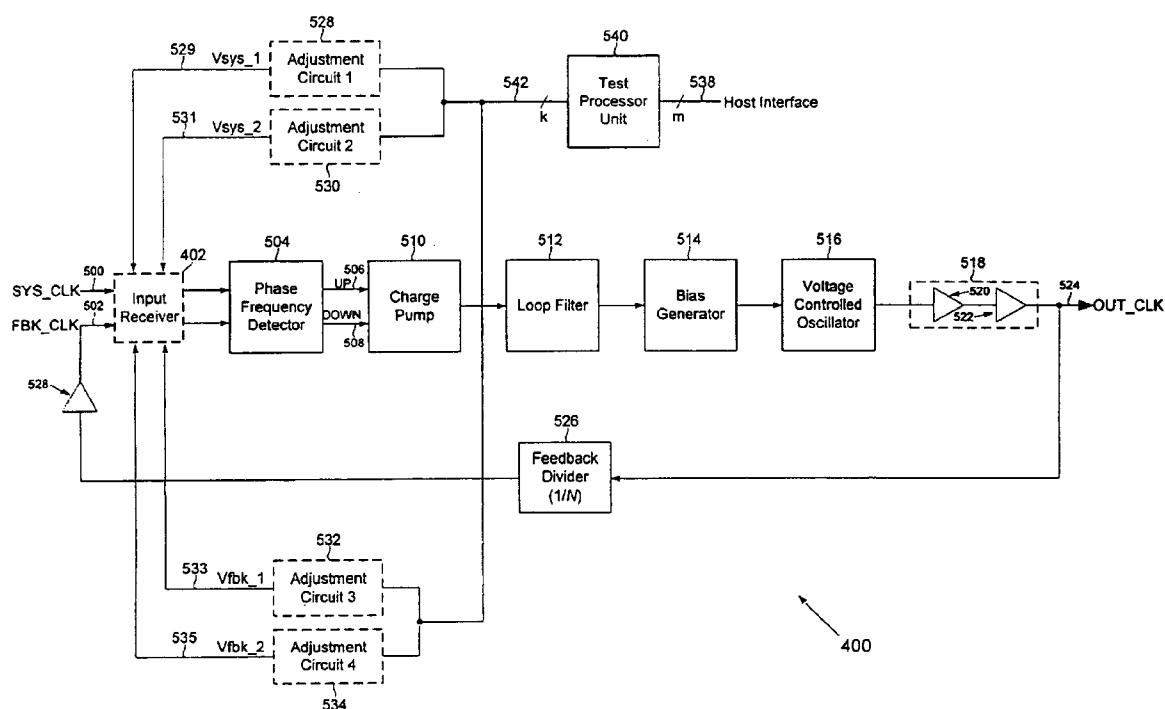 528
540
529
Vsys_1
Adjustment
Circuit 1
542
k
Test
Processor
Unit
538
m
Host Interface
531
Vsys_2
Adjustment
Circuit 2
530
402
504
510
512
514
516
518
SYS_CLK
500
FBK_CLK
502
Input
Receiver
Phase
Frequency
Detector
506
UP
DOWN
508
Charge
Pump
Loop Filter
Bias
Generator
Voltage
Controlled
Oscillator
520
522
524
OUT_CLK
528
526
Feedback
Divider
(1/N)
532
533
Vfbk_1
Adjustment
Circuit 3
535
Vfbk_2
Adjustment
Circuit 4
534
400